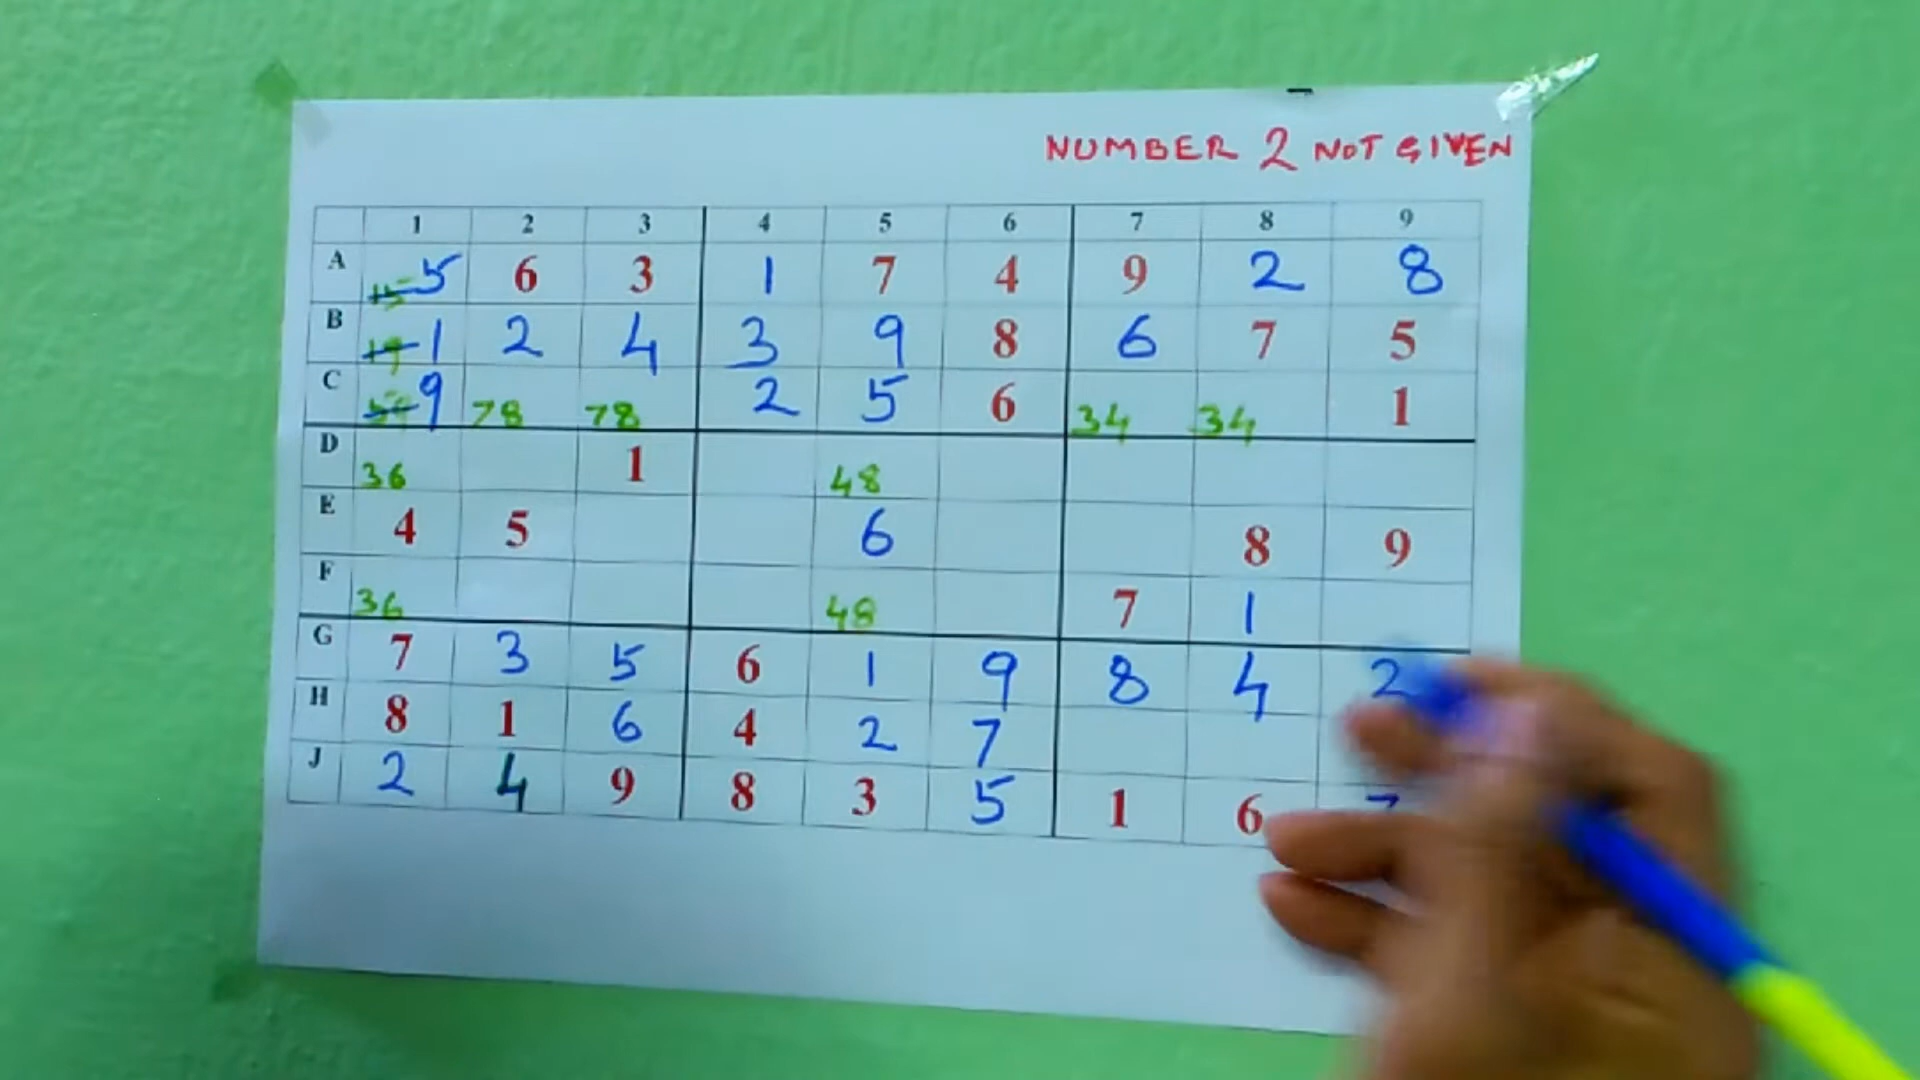 NUMBER 2 NOT GIVEN
1 2 3 4 5 6 7 8 9
A 5 6 3 1 7 4 9 2 8
15
B 1 2 4 3 9 8 6 7 5
19
C 9 2 5 6 1
59 78 78 34 34
D 1
36 48
E 4 5 6 8 9
F 7 1
36 48
G 7 3 5 6 1 9 8 4 2
H 8 1 6 4 2 7
J 2 4 9 8 3 5 1 6